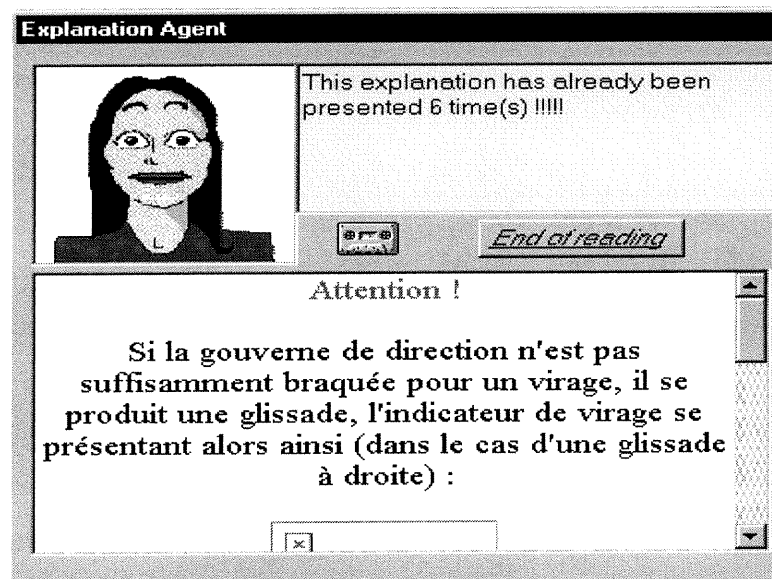 Explanation Agent
This explanation has already been
presented 6 time(s) !!!!!
End of reading
Attention !
Si la gouverne de direction n'est pas
suffisamment braquée pour un virage, il se
produit une glissade, l'indicateur de virage se
présentant alors ainsi (dans le cas d'une glissade
à droite) :